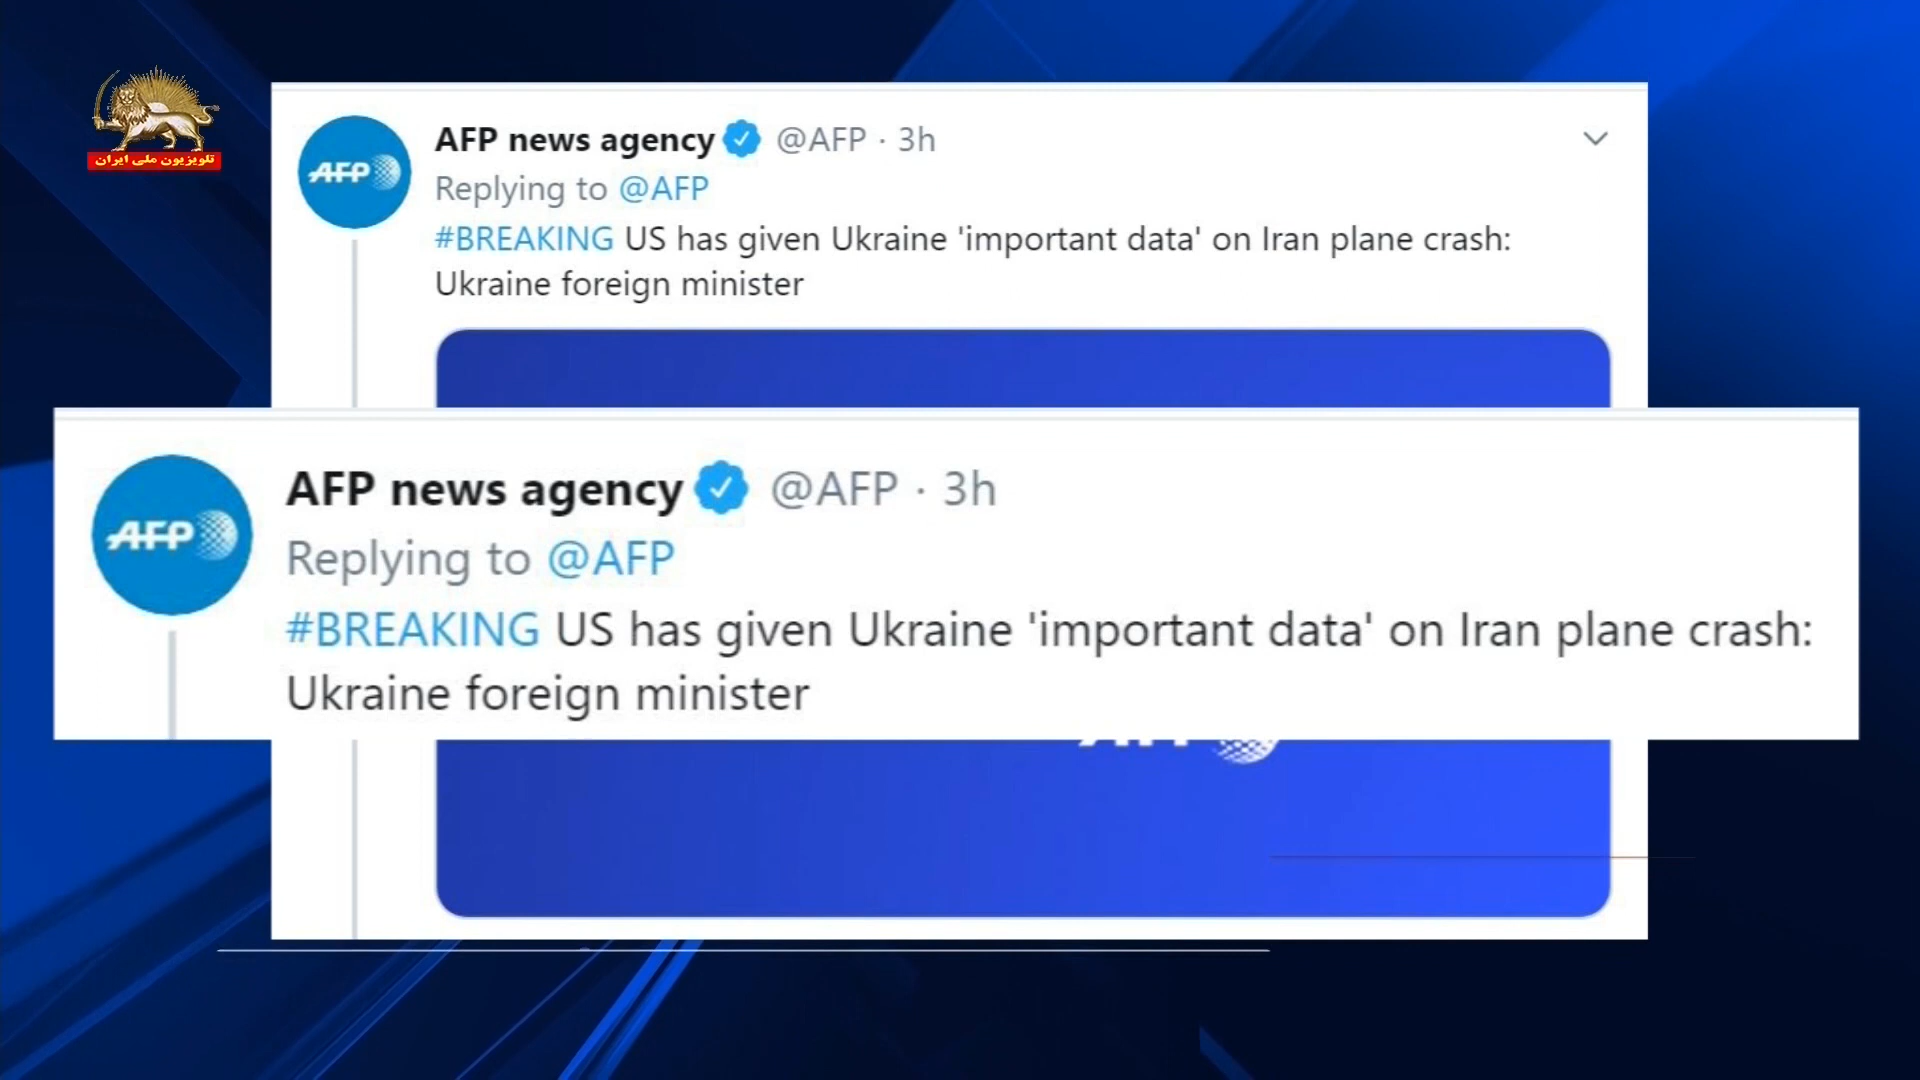 تلویزیون ملی ایران
AFP
AFP news agency @AFP · 3h
Replying to @AFP
#BREAKING US has given Ukraine 'important data' on Iran plane crash:
Ukraine foreign minister
AFP
AFP news agency @AFP · 3h
Replying to @AFP
#BREAKING US has given Ukraine 'important data' on Iran plane crash:
Ukraine foreign minister